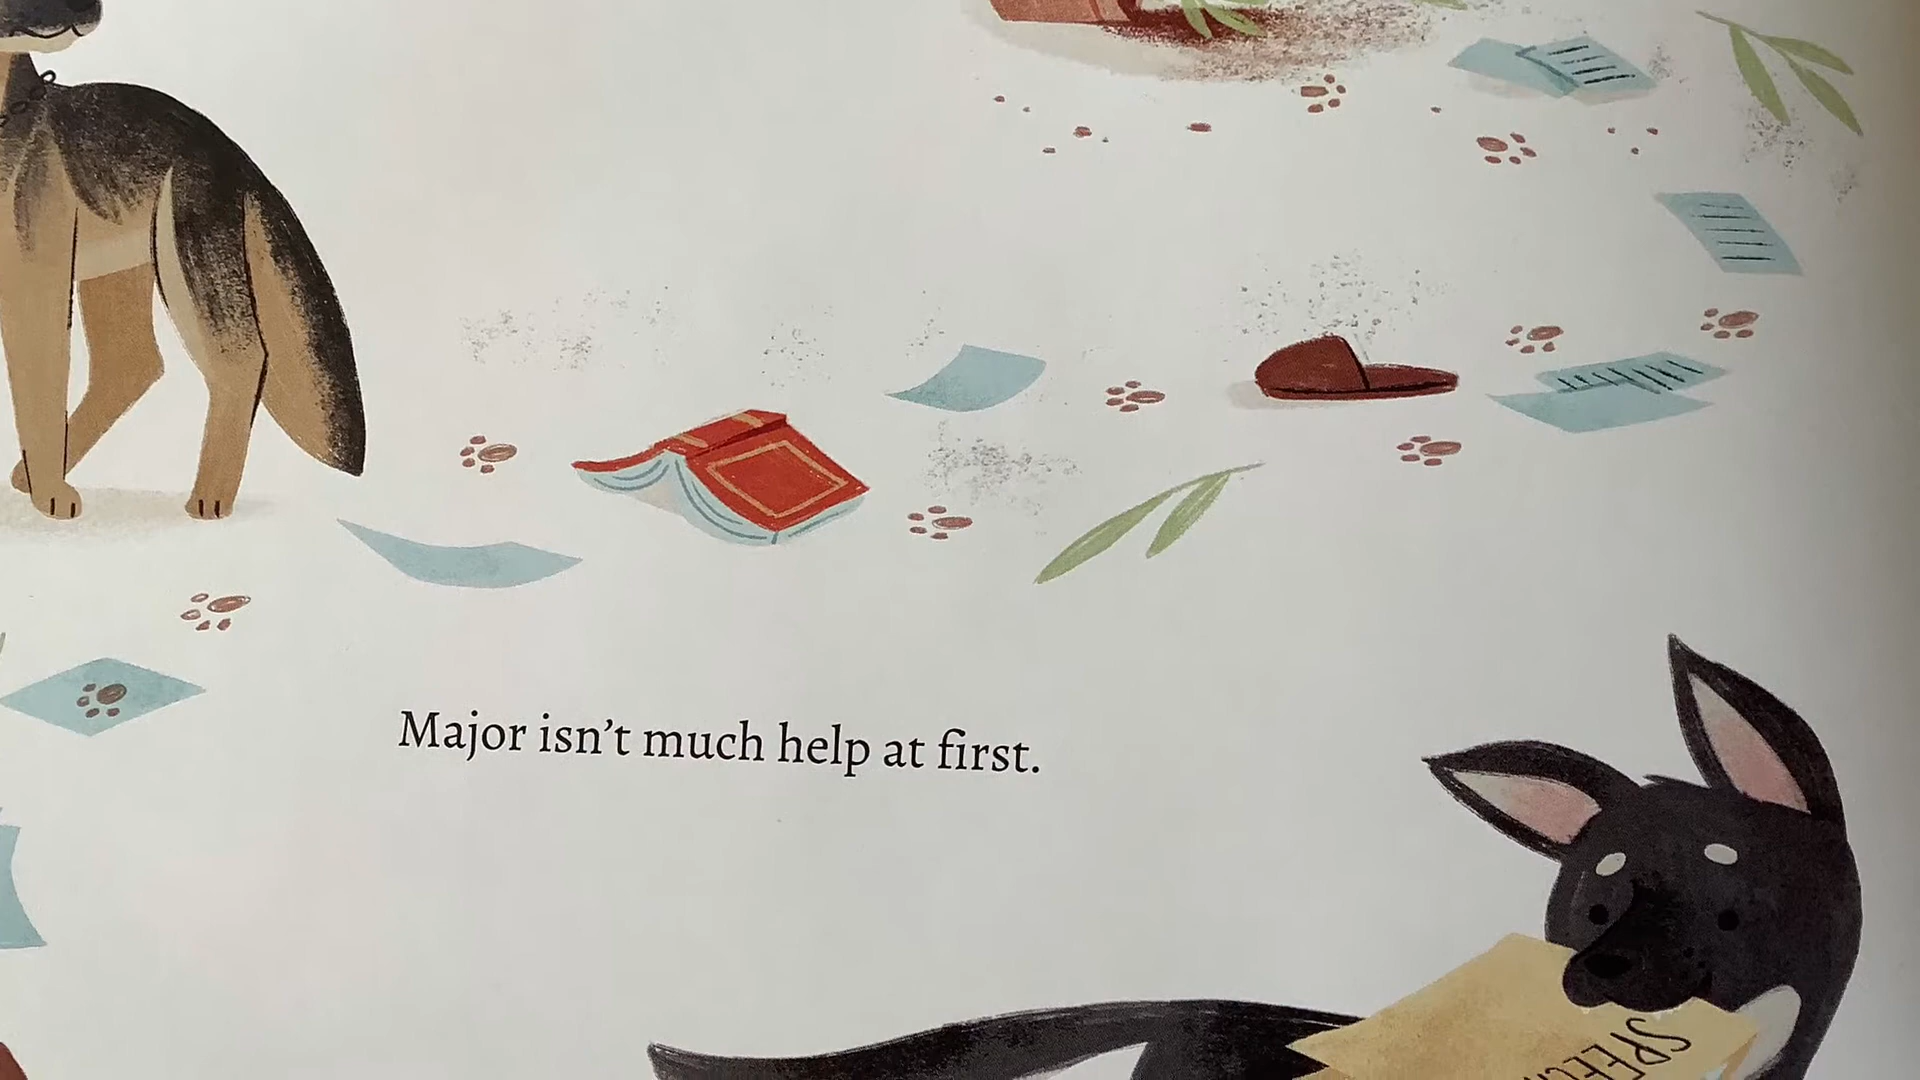 Major isn’t much help at first.